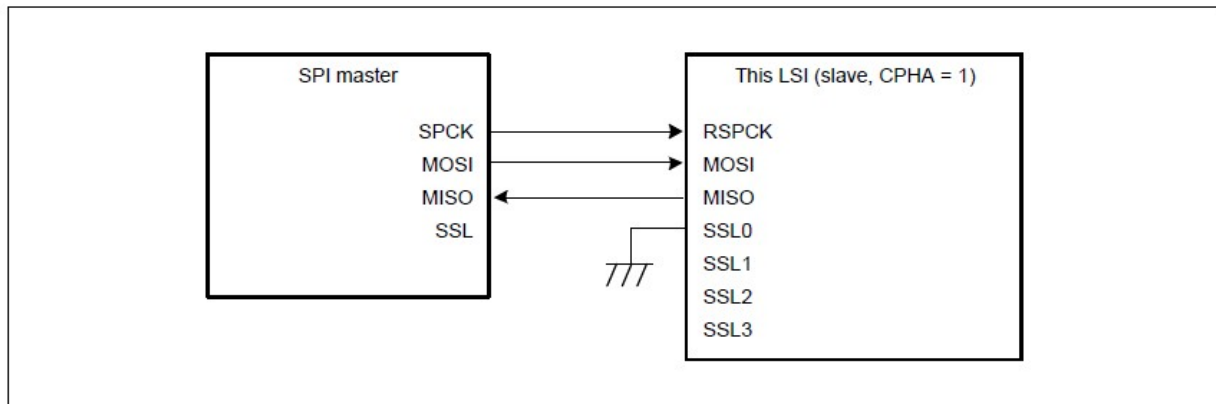 SPI master
SPCK
MOSI
MISO
SSL
This LSI (slave, CPHA = 1)
RSPCK
MOSI
MISO
SSL0
SSL1
SSL2
SSL3